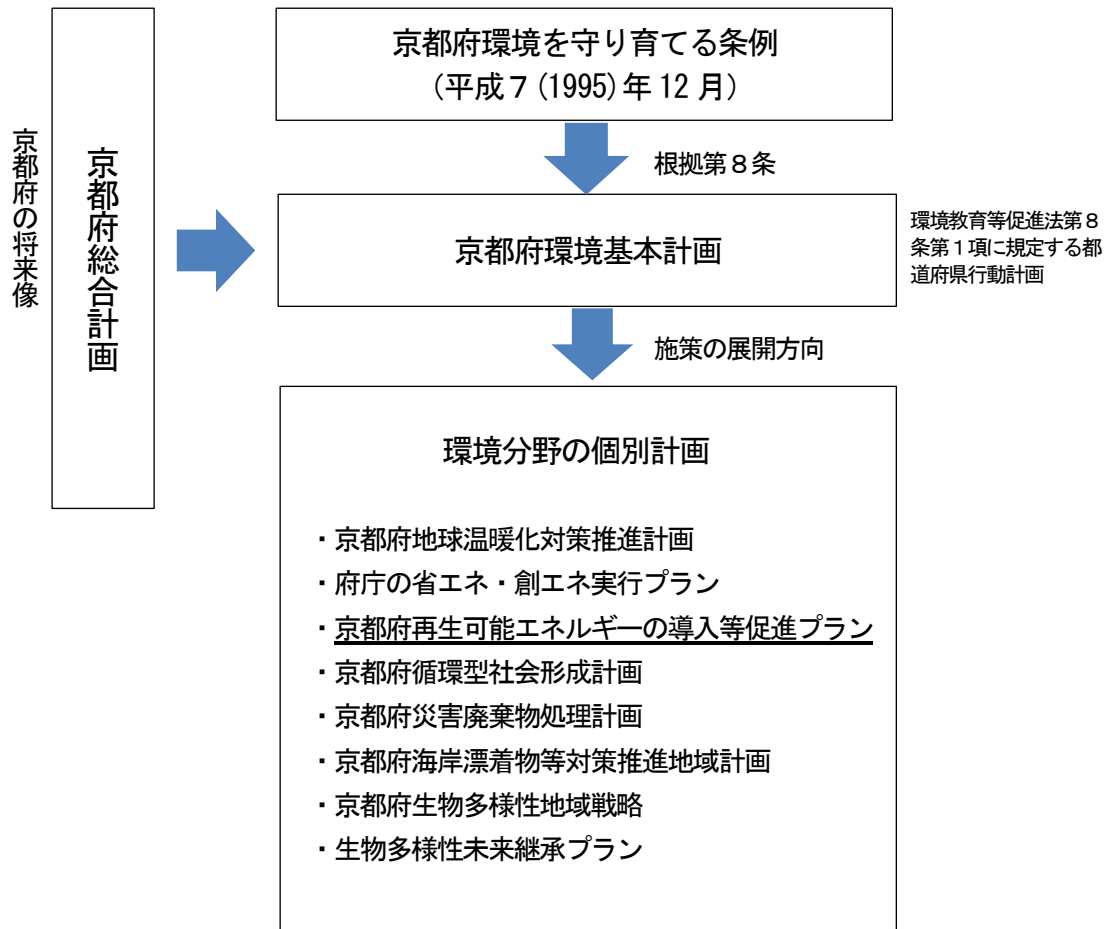 京都府環境を守り育てる条例
(平成7(1995)年12月)
根拠第8条
京都府の将来像
京都府総合計画
京都府環境基本計画
環境教育等促進法第8
条第1項に規定する都
道府県行動計画
施策の展開方向
環境分野の個別計画
・京都府地球温暖化対策推進計画
・府庁の省エネ・創エネ実行プラン
・京都府再生可能エネルギーの導入等促進プラン
・京都府循環型社会形成計画
・京都府災害廃棄物処理計画
・京都府海岸漂着物等対策推進地域計画
・京都府生物多様性地域戦略
・生物多様性未来継承プラン